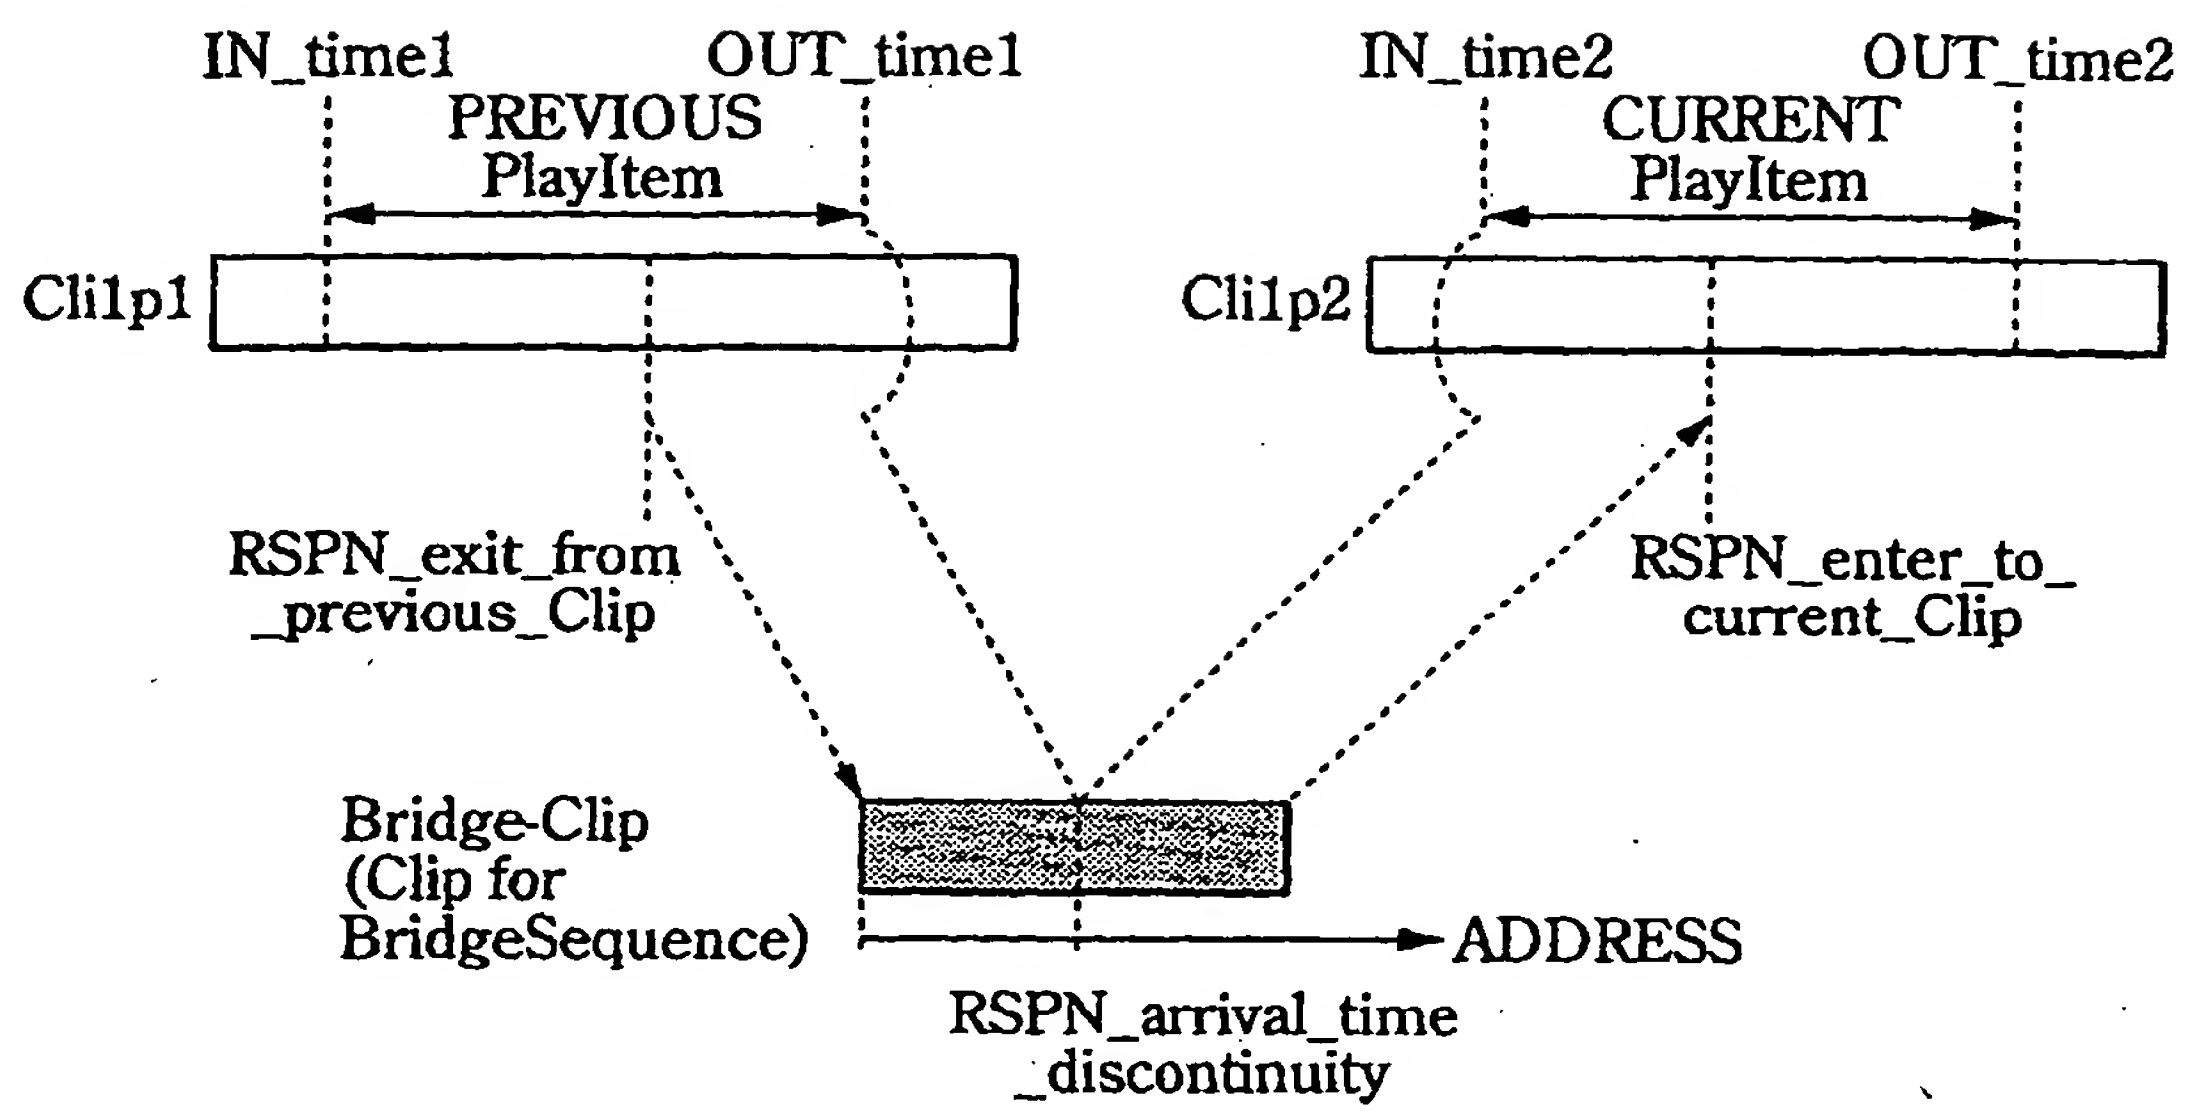 IN_time1
OUT_time1
IN_time2
OUT_time2
PREVIOUS
PlayItem
CURRENT
PlayItem
Cli1p1
Cli1p2
RSPN_exit_from
_previous_Clip
RSPN_enter_to_
current_Clip
Bridge-Clip
(Clip for
BridgeSequence)
ADDRESS
RSPN_arrival_time
_discontinuity